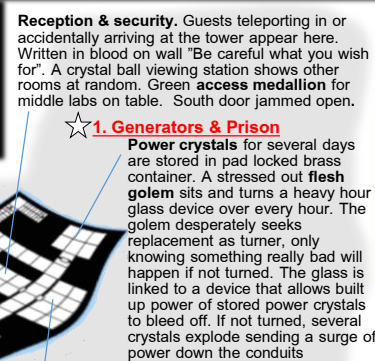 Reception & security. Guests teleporting in or
accidentally arriving at the tower appear here.
Written in blood on wall ”Be careful what you wish
for”. A crystal ball viewing station shows other
rooms at random. Green access medallion for
middle labs on table.  South door jammed open.
1. Generators & Prison
Power crystals for several days
are stored in pad locked brass
container. A stressed out flesh
golem sits and turns a heavy hour
glass device over every hour. The
golem desperately seeks
replacement as turner, only
knowing something really bad will
happen if not turned. The glass is
linked to a device that allows built
up power of stored power crystals
to bleed off. If not turned, several
crystals explode sending a surge of
power down the conduits